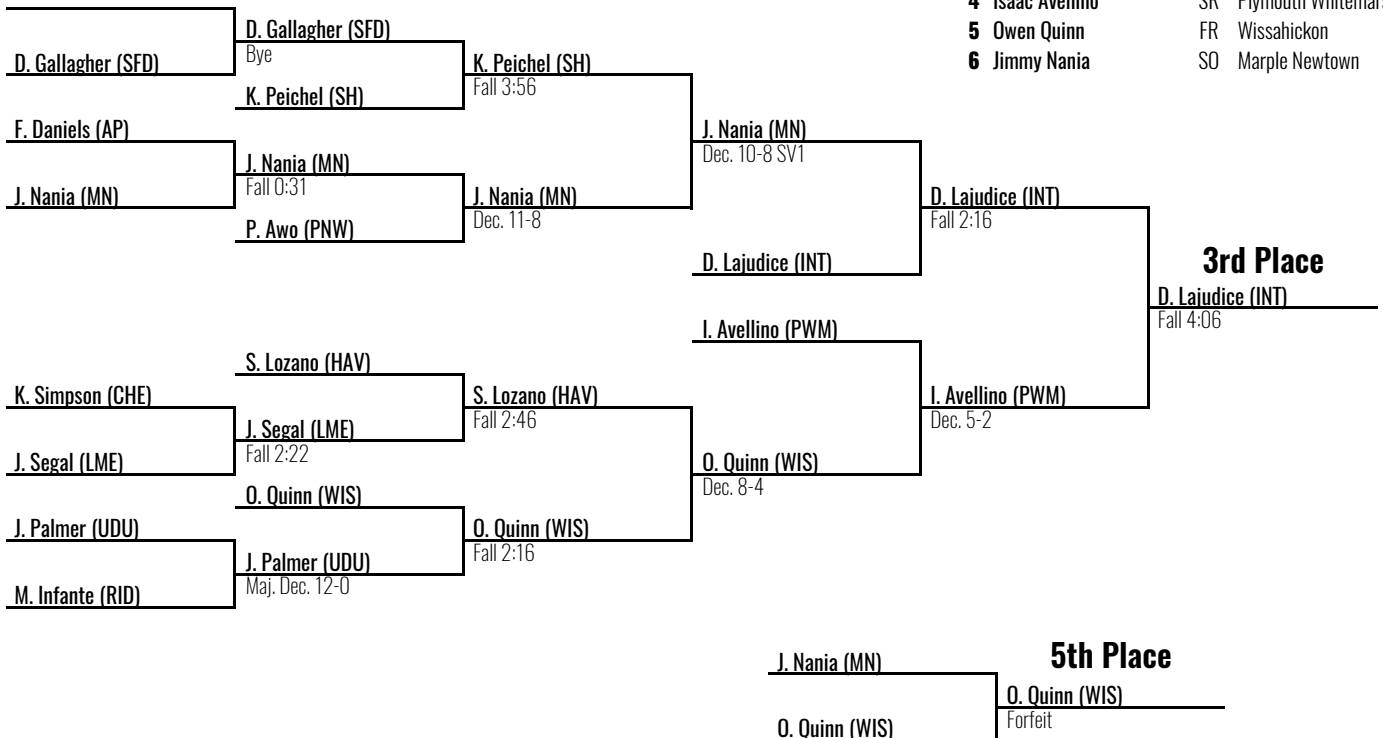 4 Isaac Avellino SR Plymouth
5 Owen Quinn FR Wissahickon
6 Jimmy Nania SO Marple Newtown
D. Gallagher (SFD)
Bye
D. Gallagher (SFD)
K. Peichel (SH)
Fall 3:56
K. Peichel (SH)
F. Daniels (AP)
J. Nania (MN)
Dec. 10-8 SV1
J. Nania (MN)
Fall 0:31
J. Nania (MN)
J. Nania (MN)
Dec. 11-8
D. Lajudice (INT)
Fall 2:16
P. Awo (PNW)
D. Lajudice (INT)
3rd Place
D. Lajudice (INT)
Fall 4:06
I. Avellino (PWM)
S. Lozano (HAV)
K. Simpson (CHE)
S. Lozano (HAV)
Fall 2:46
I. Avellino (PWM)
Dec. 5-2
J. Segal (LME)
Fall 2:22
J. Segal (LME)
O. Quinn (WIS)
Dec. 8-4
O. Quinn (WIS)
J. Palmer (UDU)
O. Quinn (WIS)
Fall 2:16
J. Palmer (UDU)
Maj. Dec. 12-0
M. Infante (RID)
5th Place
J. Nania (MN)
O. Quinn (WIS)
Forfeit
O. Quinn (WIS)